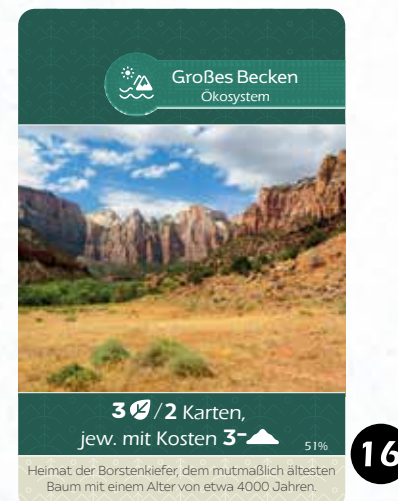 Großes Becken
Ökosystem
3 / 2 Karten,
jew. mit Kosten 3-
51%
Heimat der Borstenkiefer, dem mutmaßlich ältesten
Baum mit einem Alter von etwa 4000 Jahren.
16